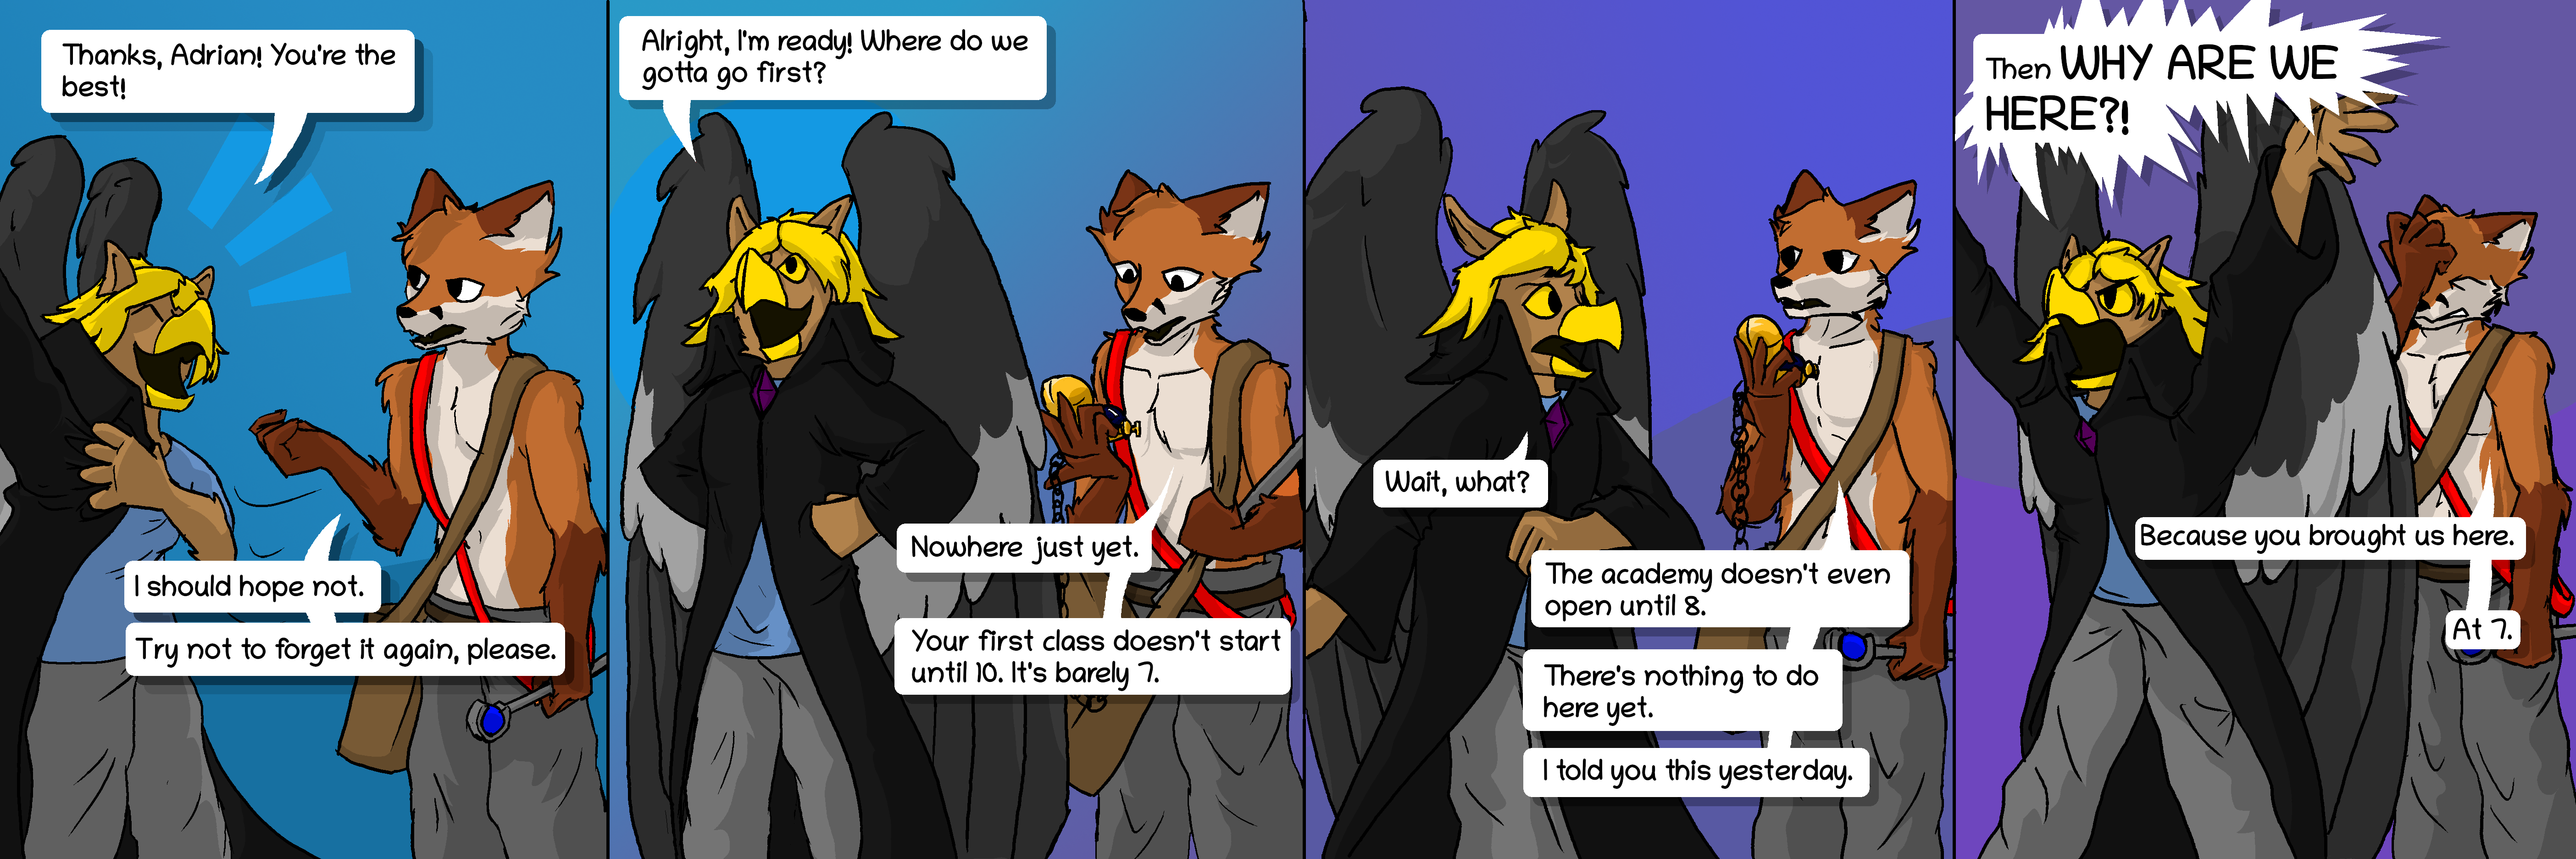 Thanks, Adrian! You're the
best!
I should hope not.
Try not to forget it again, please.
Alright, I'm ready! Where do we
gotta go first?
Nowhere just yet.
Your first class doesn't start
until 10. It's barely 7.
Wait, what?
The academy doesn't even
open until 8.
There's nothing to do
here yet.
I told you this yesterday.
Then WHY ARE WE
HERE?!
Because you brought us here.
At 7.